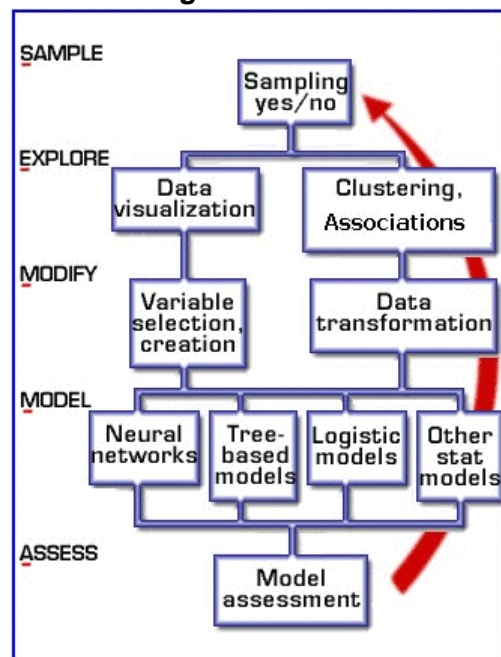 SAMPLE
Sampling
yes/no
EXPLORE
Data
visualization
Clustering,
Associations
MODIFY
Variable
selection,
creation
Data
transformation
MODEL
Neural
networks
Tree-
based
models
Logistic
models
Other
stat
models
ASSESS
Model
assessment